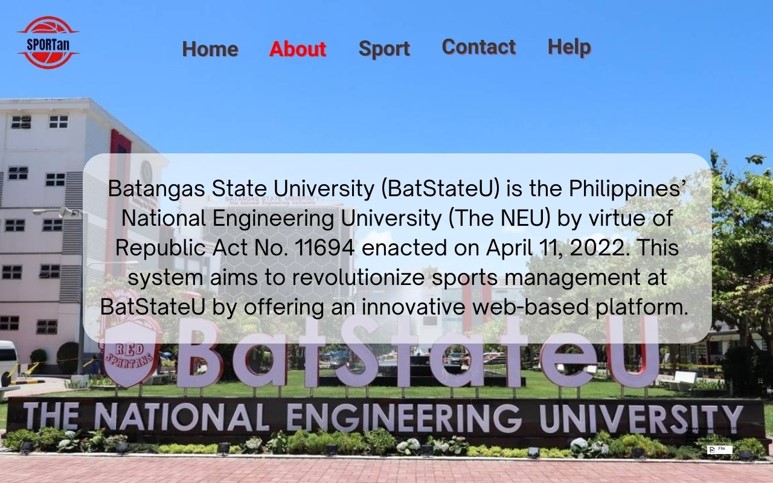 SPORTan
Home About Sport Contact Help
Batangas State University (BatStateU) is the Philippines’
National Engineering University (The NEU) by virtue of
Republic Act No. 11694 enacted on April 11, 2022. This
system aims to revolutionize sports management at
BatStateU by offering an innovative web-based platform.
RED
SPARTANS
BatStateU
THE NATIONAL ENGINEERING UNIVERSITY